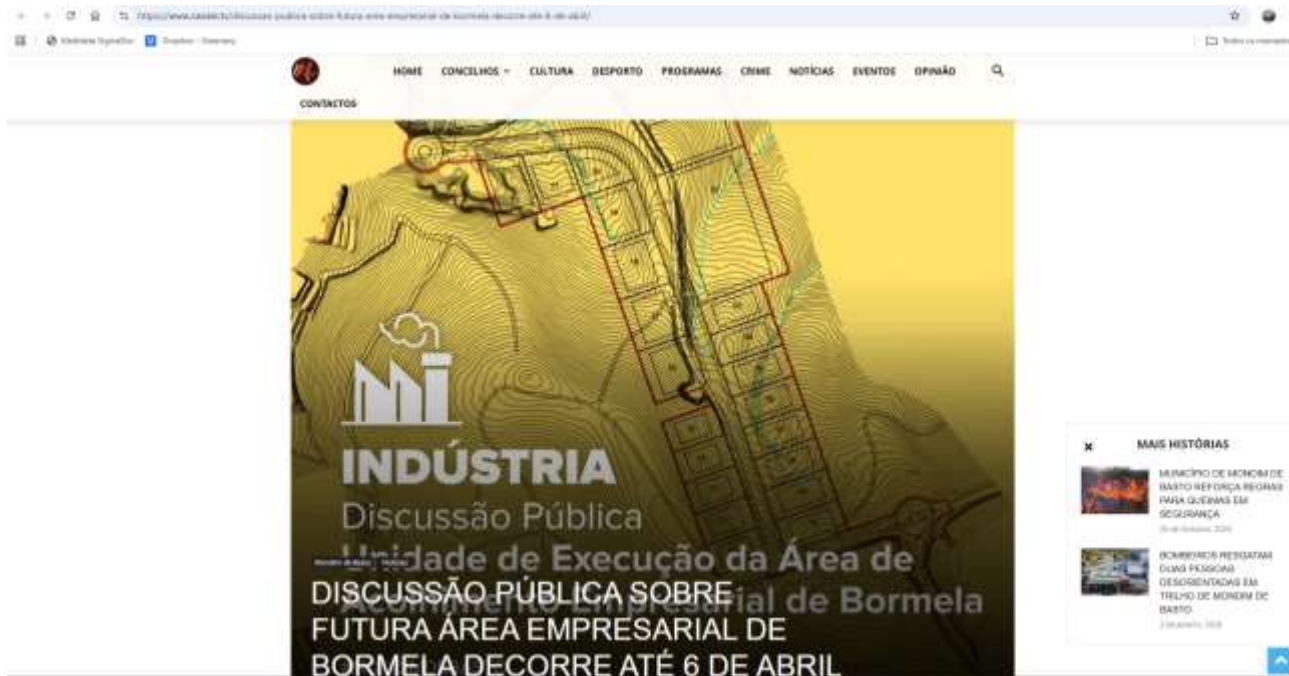 HOME CONCELHOS CULTURA DESPORTO PROGRAMAS CRIME NOTÍCIAS EVENTOS OPINIÃO
CONTACTOS
INDÚSTRIA
Discussão Pública
Unidade de Execução da Área de
Acolhimento Empresarial de Bormela
DISCUSSÃO PÚBLICA SOBRE
FUTURA ÁREA EMPRESARIAL DE
BORMELA DECORRE ATÉ 6 DE ABRIL
MAIS HISTÓRIAS
MUNICÍPIO DE MONDIM DE
BASTO REFORÇA REGRAS
PARA QUEIMAS EM
SEGURANÇA
BOMBEIROS RESGATAM
DUAS PESSOAS
DESORIENTADAS EM
TRILHO DE MONDIM DE
BASTO